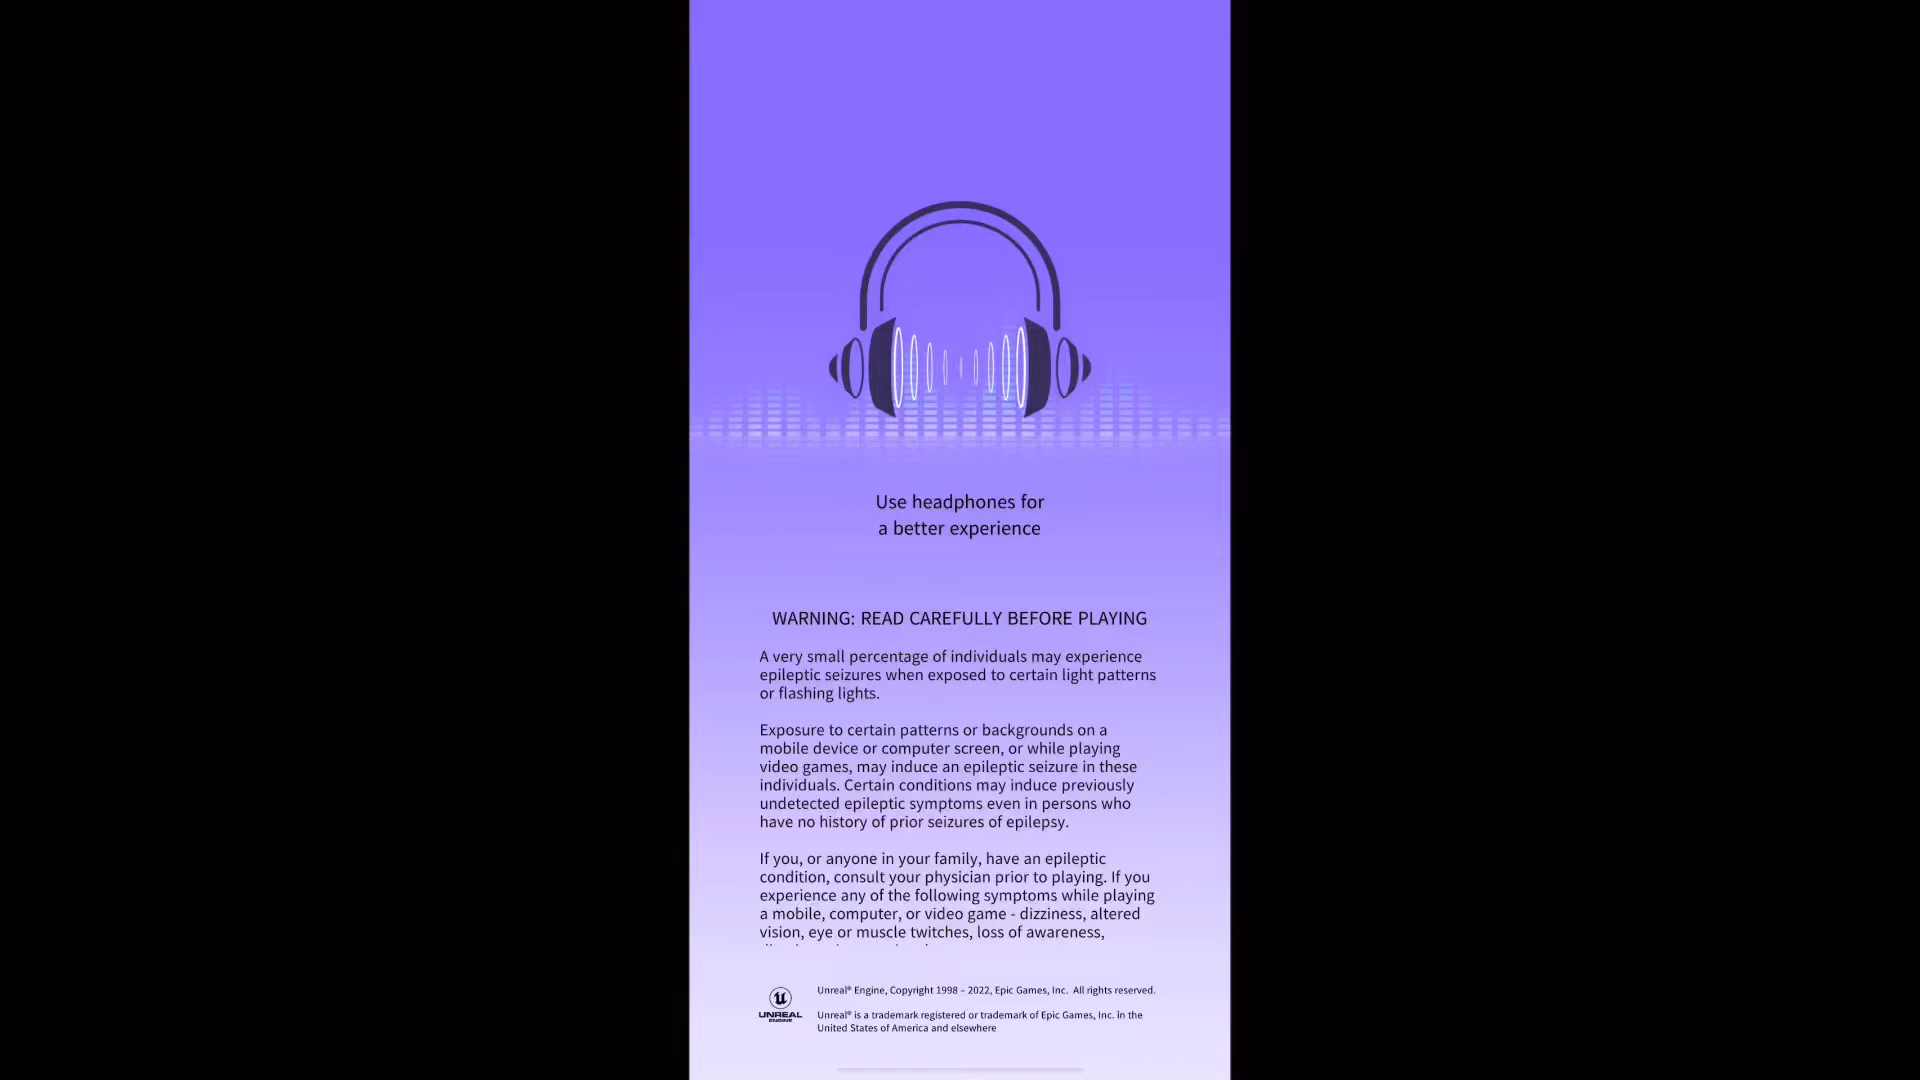 Use headphones for
a better experience
WARNING: READ CAREFULLY BEFORE PLAYING
A very small percentage of individuals may experience
epileptic seizures when exposed to certain light patterns
or flashing lights.
Exposure to certain patterns or backgrounds on a
mobile device or computer screen, or while playing
video games, may induce an epileptic seizure in these
individuals. Certain conditions may induce previously
undetected epileptic symptoms even in persons who
have no history of prior seizures of epilepsy.
If you, or anyone in your family, have an epileptic
condition, consult your physician prior to playing. If you
experience any of the following symptoms while playing
a mobile, computer, or video game - dizziness, altered
vision, eye or muscle twitches, loss of awareness,
Unreal® Engine, Copyright 1998 – 2022, Epic Games, Inc. All rights reserved.
UNREAL
ENGINE
Unreal® is a trademark registered or trademark of Epic Games, Inc. in the
United States of America and elsewhere